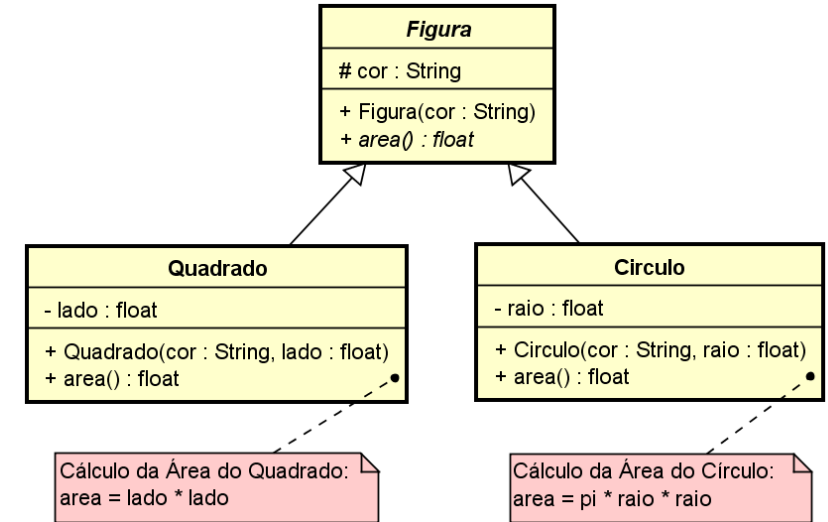 Figura
# cor : String
+ Figura(cor : String)
+ area() : float
Quadrado
- lado : float
+ Quadrado(cor : String, lado : float)
+ area() : float
Circulo
- raio : float
+ Circulo(cor : String, raio : float)
+ area() : float
Cálculo da Área do Quadrado:
area = lado * lado
Cálculo da Área do Círculo:
area = pi * raio * raio